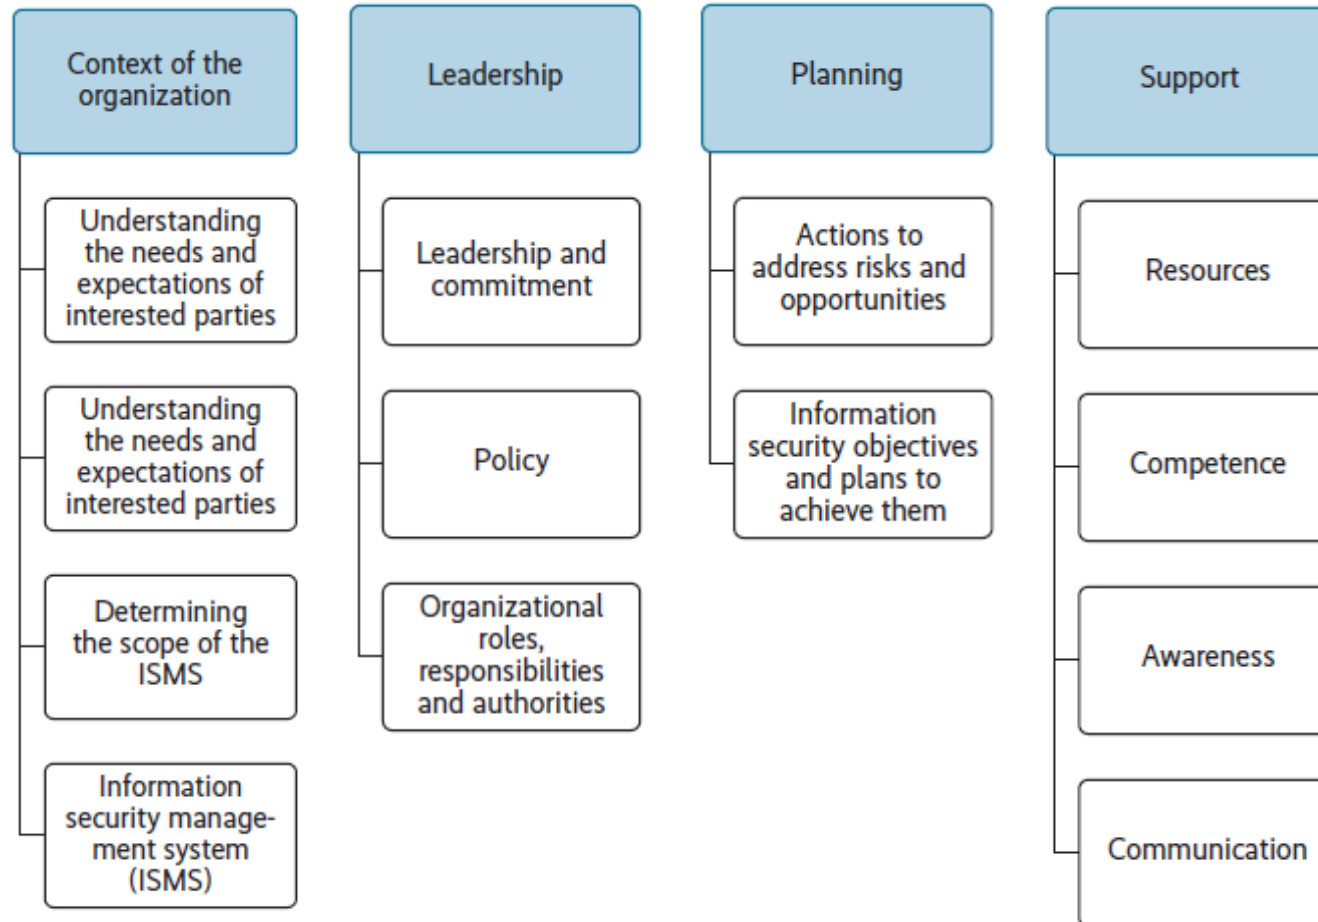 Context of the
organization
Understanding
the needs and
expectations of
interested parties
Understanding
the needs and
expectations of
interested parties
Determining
the scope of the
ISMS
Information
security manage-
ment system
(ISMS)
Leadership
Leadership and
commitment
Policy
Organizational
roles,
responsibilities
and authorities
Planning
Actions to
address risks and
opportunities
Information
security objectives
and plans to
achieve them
Support
Resources
Competence
Awareness
Communication